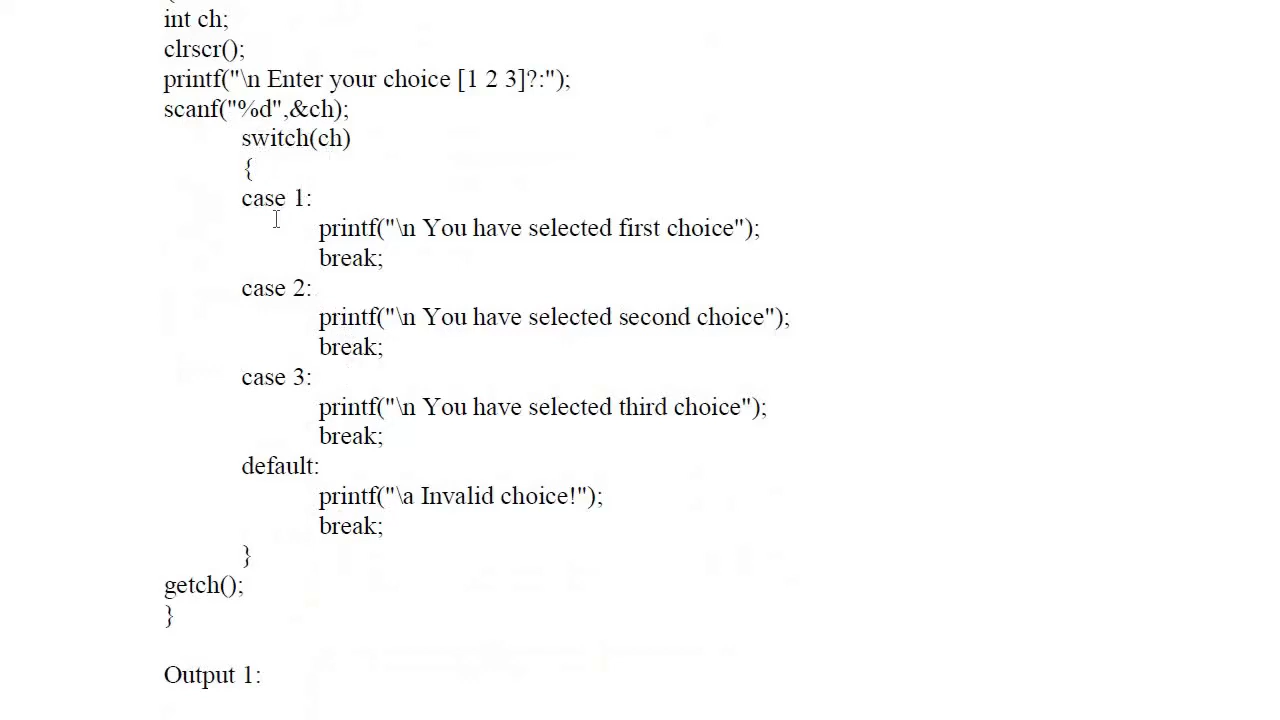 {
int ch;
clrscr();
printf("\n Enter your choice [1 2 3]?:");
scanf("%d",&ch);
switch(ch)
{
case 1:
printf("\n You have selected first choice");
break;
case 2:
printf("\n You have selected second choice");
break;
case 3:
printf("\n You have selected third choice");
break;
default:
printf("\a Invalid choice!");
break;
}
getch();
}
Output 1: